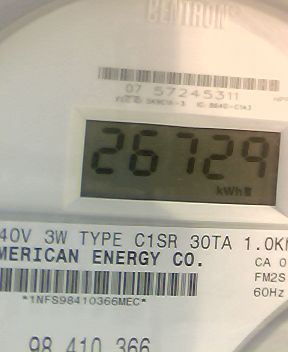 CENTRON®
07 57245311
26729
kWh
40V 3W TYPE C1SR 30TA 1.0K
MERICAN ENERGY CO.
CA 0
FM2S
60Hz
*1NFS98410366MEC*
98 410 366